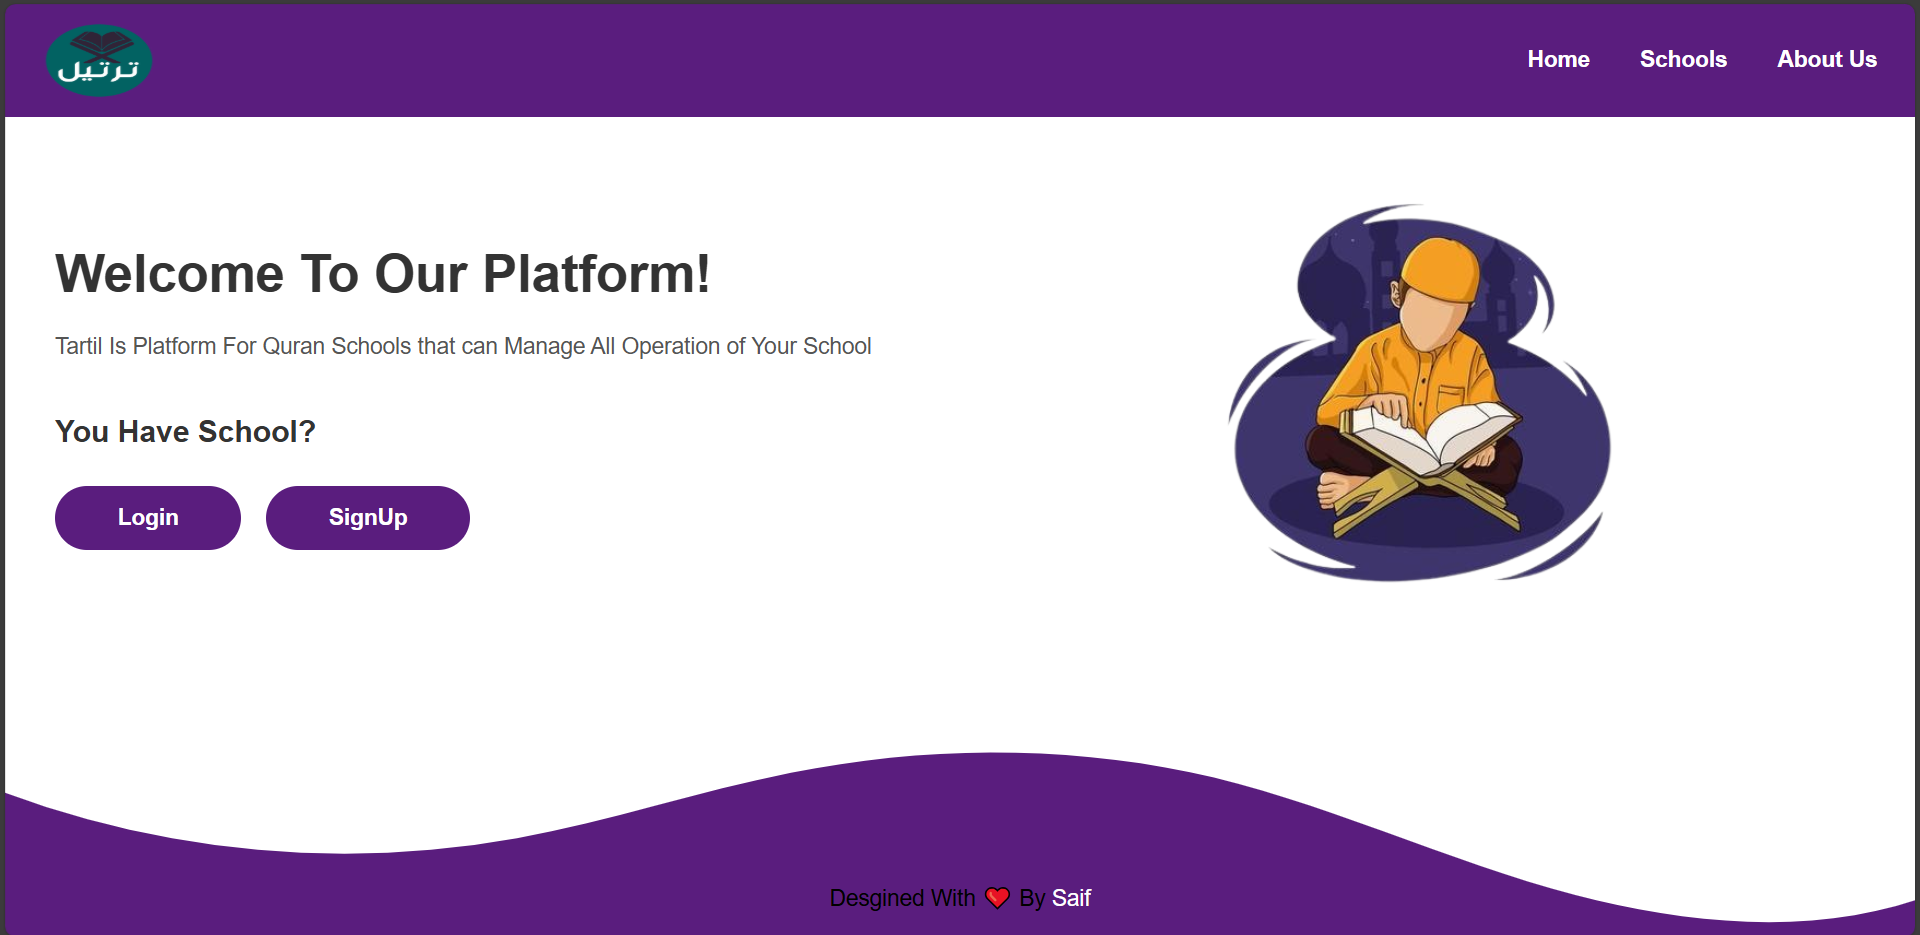 ترتيل
Home
Schools
About Us
Welcome To Our Platform!
Tartil Is Platform For Quran Schools that can Manage All Operation of Your School
You Have School?
Login
SignUp
Desgined With ❤️ By Saif